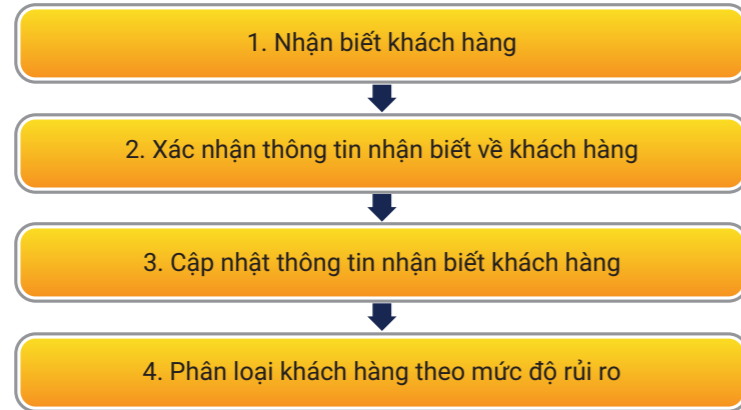 1. Nhận biết khách hàng
2. Xác nhận thông tin nhận biết về khách hàng
3. Cập nhật thông tin nhận biết khách hàng
4. Phân loại khách hàng theo mức độ rủi ro